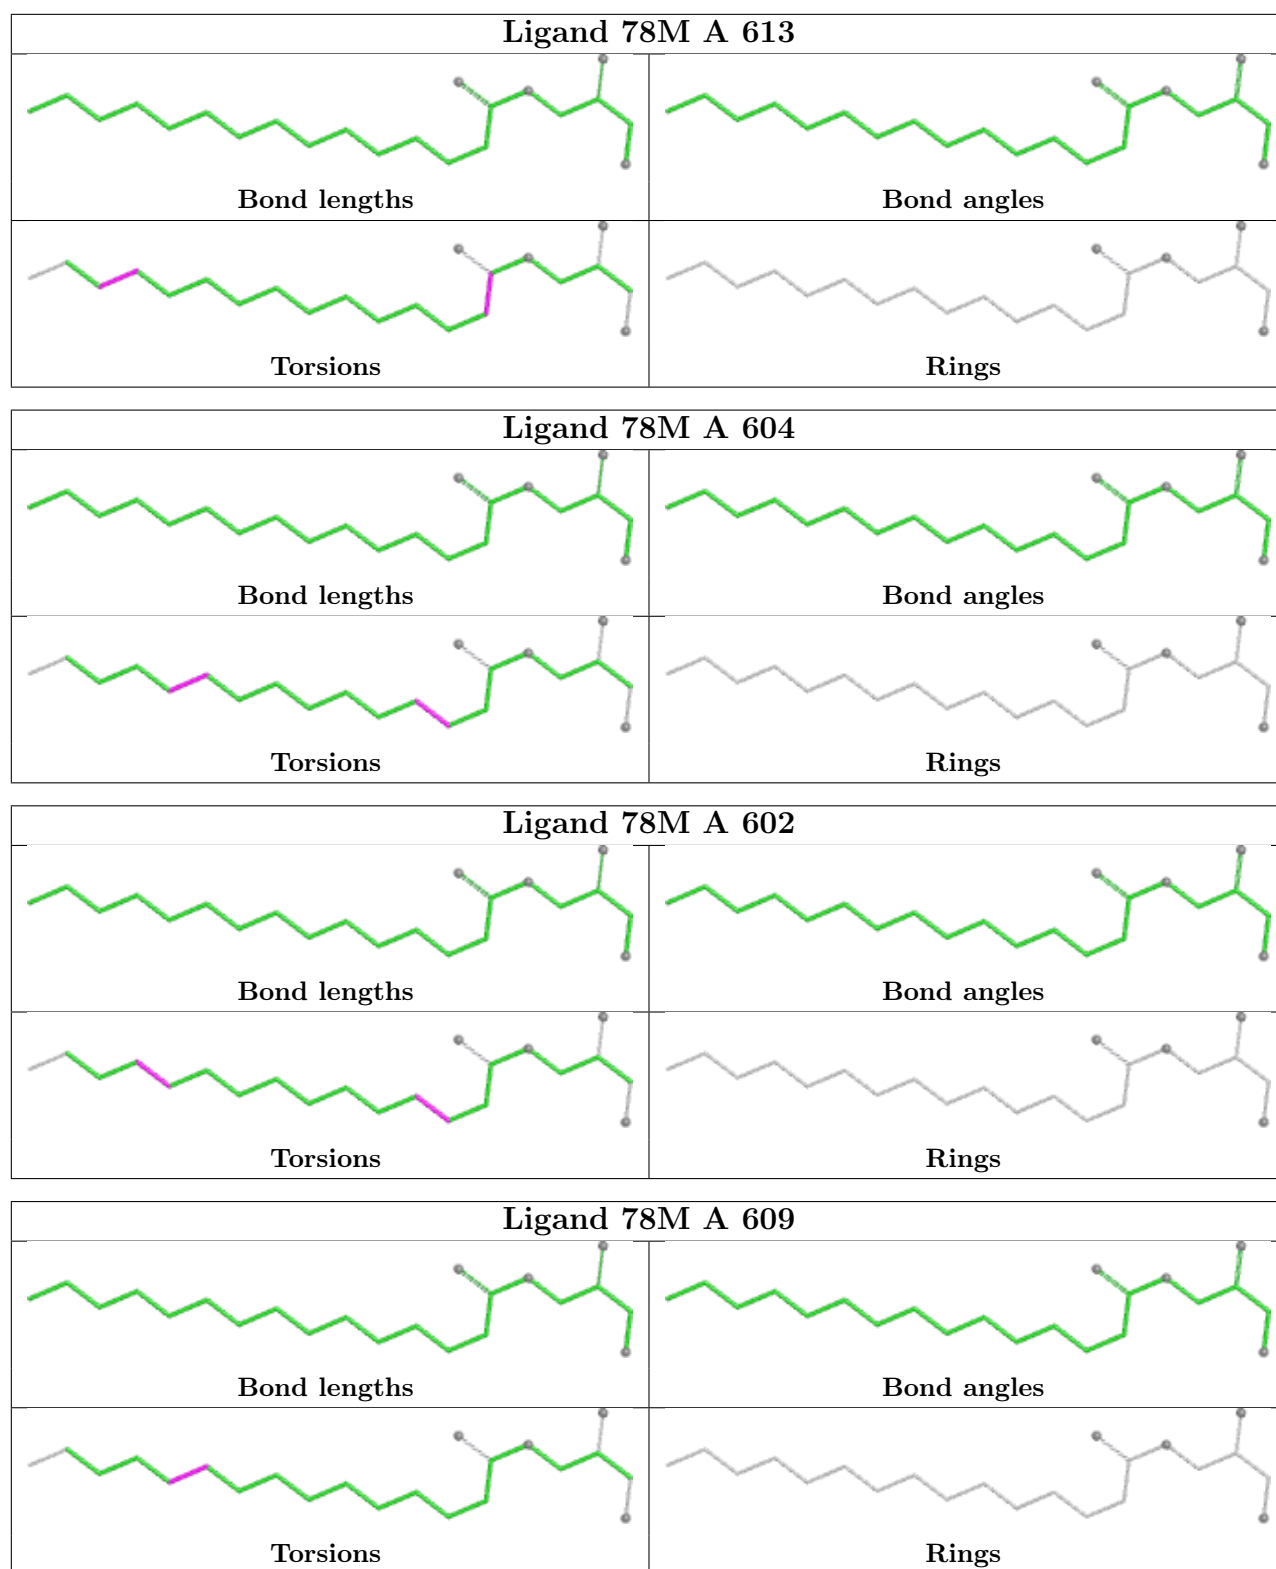 Ligand 78M A 613
Bond lengths
Bond angles
Torsions
Rings
Ligand 78M A 604
Bond lengths
Bond angles
Torsions
Rings
Ligand 78M A 602
Bond lengths
Bond angles
Torsions
Rings
Ligand 78M A 609
Bond lengths
Bond angles
Torsions
Rings